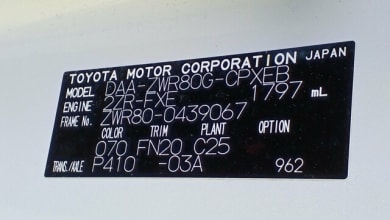 TOYOTA MOTOR CORPORATION JAPAN
MODEL DAA-ZWR80G-CPXEB
ENGINE 2ZR-FXE 1797 mL
FRAME No. ZWR80-0439067
COLOR TRIM PLANT OPTION
070 FN20 C25
TRANS./AXLE P410 -03A 962